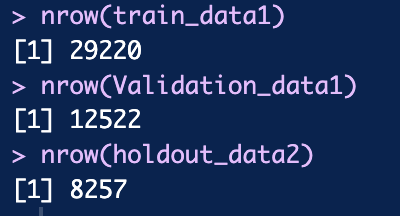 > nrow(train_data1)
[1] 29220
> nrow(Validation_data1)
[1] 12522
> nrow(holdout_data2)
[1] 8257